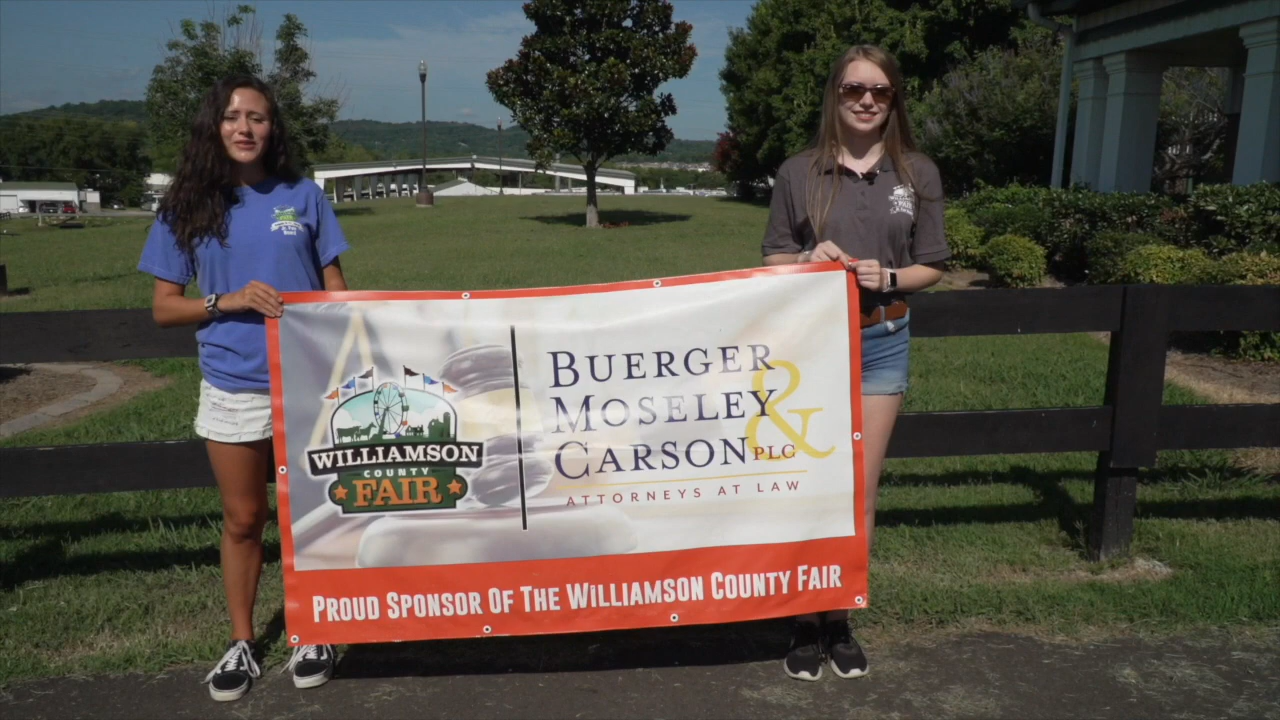 WILLIAMSON
COUNTY
FAIR
BUERGER
MOSELEY
&
CARSON PLC
ATTORNEYS AT LAW
PROUD SPONSOR OF THE WILLIAMSON COUNTY FAIR